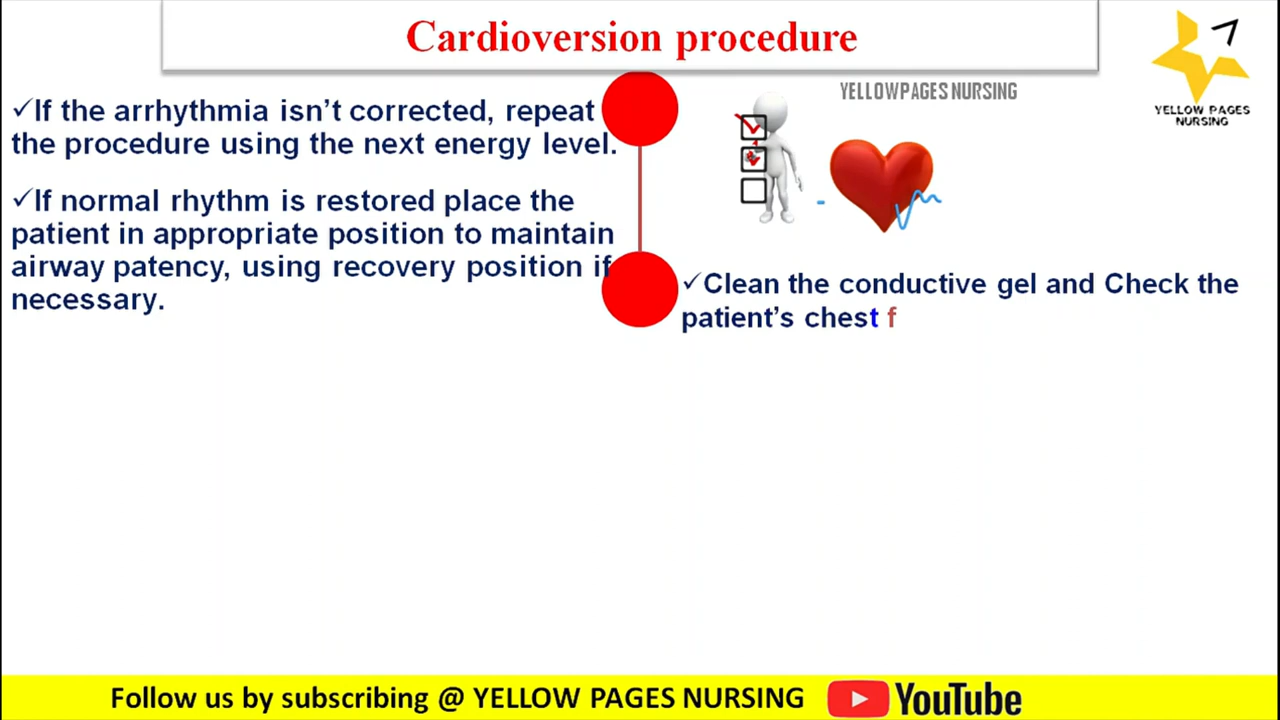 Cardioversion procedure
YELLOW PAGES
NURSING
YELLOWPAGES NURSING
✓If the arrhythmia isn’t corrected, repeat
the procedure using the next energy level.
✓If normal rhythm is restored place the
patient in appropriate position to maintain
airway patency, using recovery position if
necessary.
✓Clean the conductive gel and Check the
patient’s chest f
Follow us by subscribing @ YELLOW PAGES NURSING YouTube